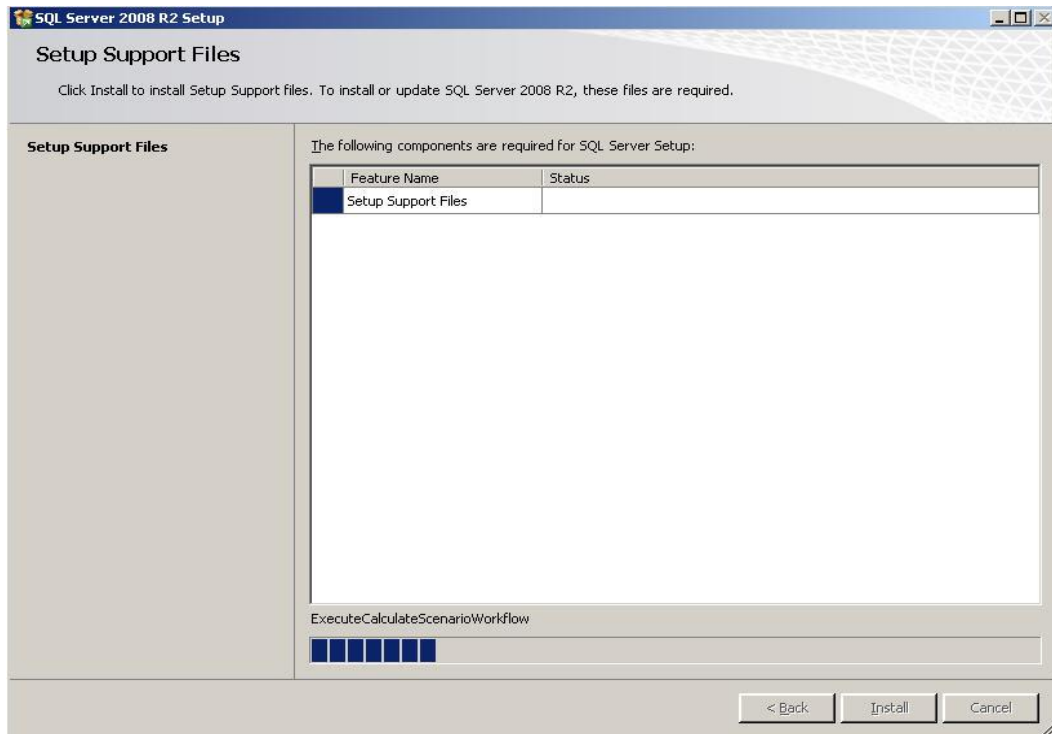 SQL Server 2008 R2 Setup
Setup Support Files
Click Install to install Setup Support files. To install or update SQL Server 2008 R2, these files are required.
Setup Support Files
The following components are required for SQL Server Setup:
Feature Name Status
Setup Support Files
ExecuteCalculateScenarioWorkflow
< Back Install Cancel